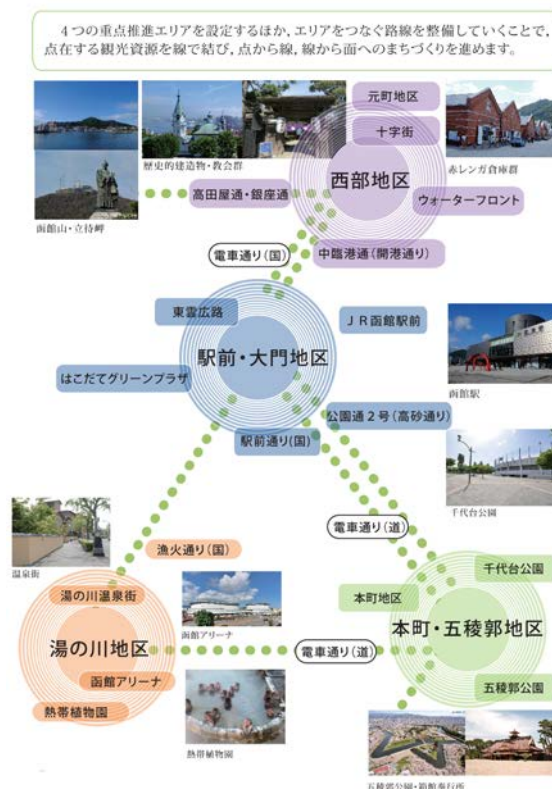 ４つの重点推進エリアを設定するほか，エリアをつなぐ路線を整備していくことで，
点在する観光資源を線で結び，点から線，線から面へのまちづくりを進めます。
元町地区
十字街
歴史的建造物・教会群
赤レンガ倉庫群
西部地区
高田屋通・銀座通
ウォーターフロント
函館山・立待岬
電車通り(国)
中臨港通(開港通り)
東雲広路
ＪＲ函館駅前
駅前・大門地区
はこだてグリーンプラザ
函館駅
公園通２号(高砂通り)
駅前通り(国)
千代台公園
電車通り(道)
漁火通り(国)
温泉街
千代台公園
湯の川温泉街
本町地区
函館アリーナ
本町・五稜郭地区
湯の川地区
電車通り(道)
函館アリーナ
五稜郭公園
熱帯植物園
熱帯植物園
五稜郭公園・箱館奉行所